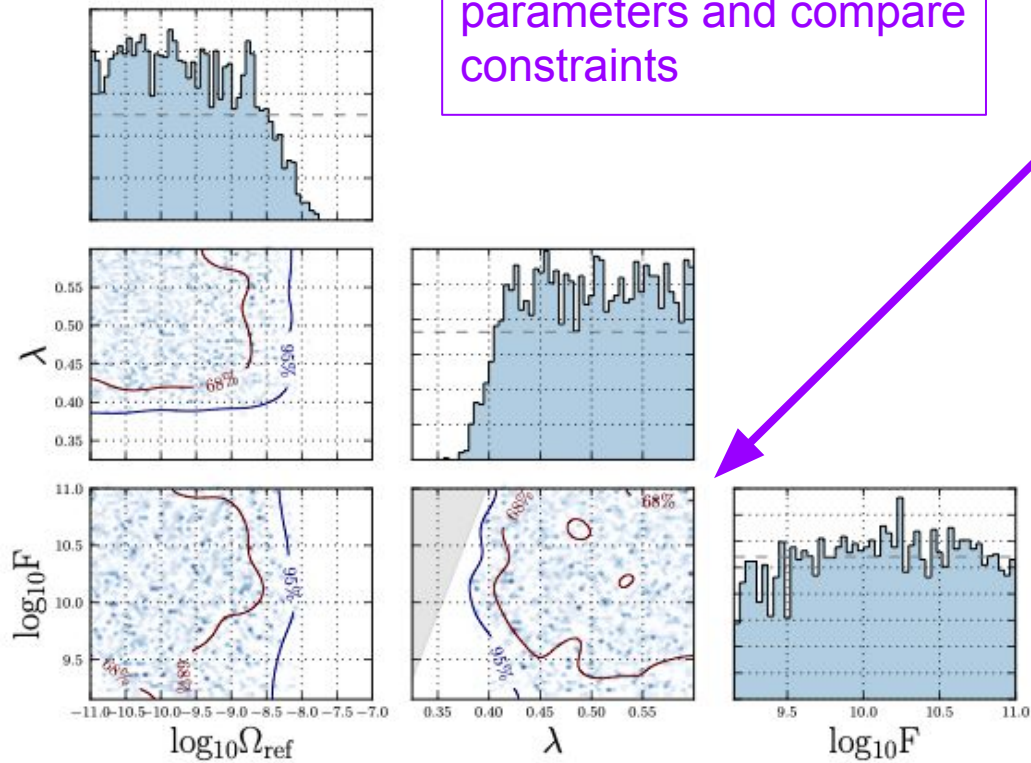 parameters and compare
constraints
λ
0.55
0.50
0.45
0.40
0.35
68%
95%
log₁₀F
11.0
10.5
10.0
9.5
68%
68%
95%
68%
68%
95%
−11.0−10.5−10.0−9.5−9.0−8.5−8.0−7.5−7.0
0.35 0.40 0.45 0.50 0.55
9.5 10.0 10.5 11.0
log₁₀Ω_ref
λ
log₁₀F